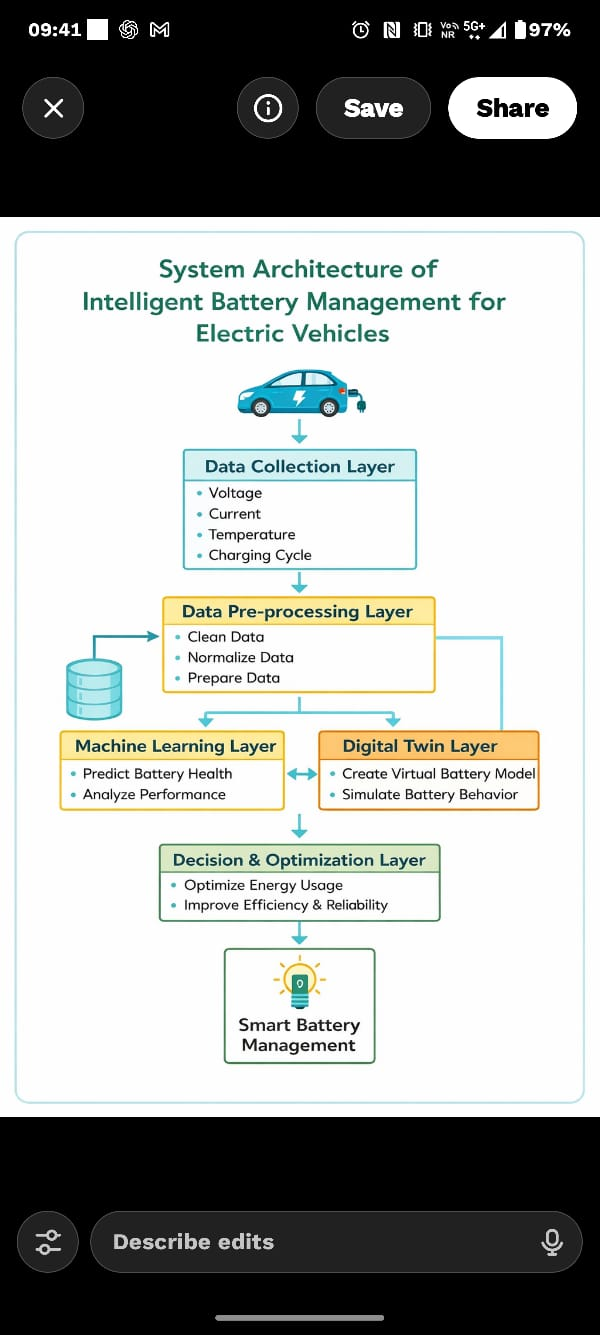 09:41
Vo
NR
5G+
97%
Save
Share
System Architecture of
Intelligent Battery Management for
Electric Vehicles
Data Collection Layer
• Voltage
• Current
• Temperature
• Charging Cycle
Data Pre-processing Layer
• Clean Data
• Normalize Data
• Prepare Data
Machine Learning Layer
• Predict Battery Health
• Analyze Performance
Digital Twin Layer
• Create Virtual Battery Model
• Simulate Battery Behavior
Decision & Optimization Layer
• Optimize Energy Usage
• Improve Efficiency & Reliability
Smart Battery
Management
Describe edits